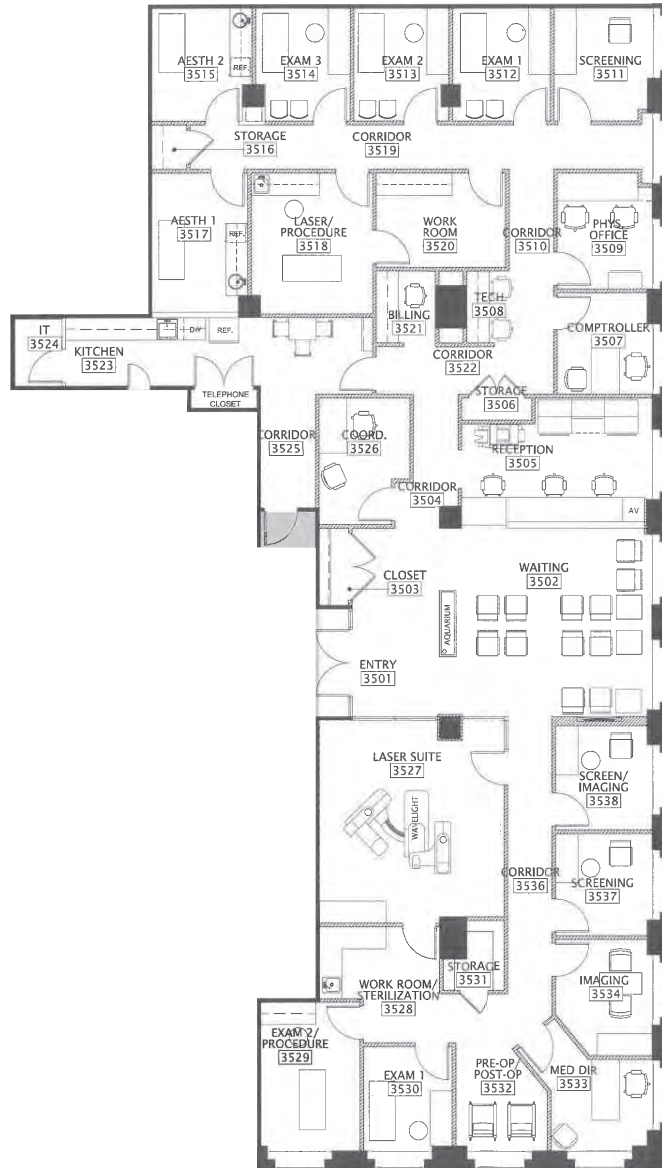 AESTH 2
3515
REF.
EXAM 3
3514
EXAM 2
3513
EXAM 1
3512
SCREENING
3511
STORAGE
3516
CORRIDOR
3519
AESTH 1
3517
REF.
LASER/
PROCEDURE
3518
WORK
ROOM
3520
CORRIDOR
3510
PHYS.
OFFICE
3509
BILLING
3521
TECH.
3508
COMPTROLLER
3507
IT
3524
KITCHEN
3523
DW
REF.
TELEPHONE
CLOSET
CORRIDOR
3522
STORAGE
3506
CORRIDOR
3525
COORD.
3526
RECEPTION
3505
CORRIDOR
3504
AV
CLOSET
3503
WAITING
3502
AQUARIUM
ENTRY
3501
LASER SUITE
3527
WAVELIGHT
SCREEN/
IMAGING
3538
CORRIDOR
3536
SCREENING
3537
STORAGE
3531
IMAGING
3534
WORK ROOM/
STERILIZATION
3528
EXAM 2/
PROCEDURE
3529
EXAM 1
3530
PRE-OP/
POST-OP
3532
MED DIR
3533